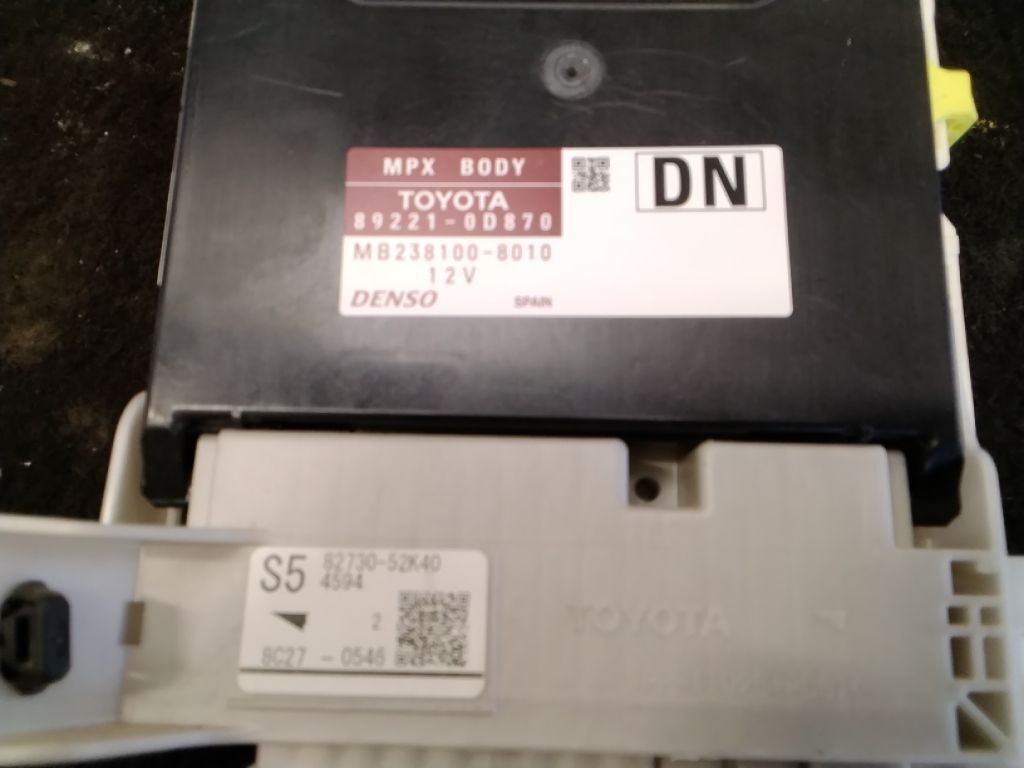 MPX BODY
DN
TOYOTA
89221-0D870
MB238100-8010
12V
DENSO
SPAIN
S5
82730-52K40
4594
2
8C27 - 0546
TOYOTA